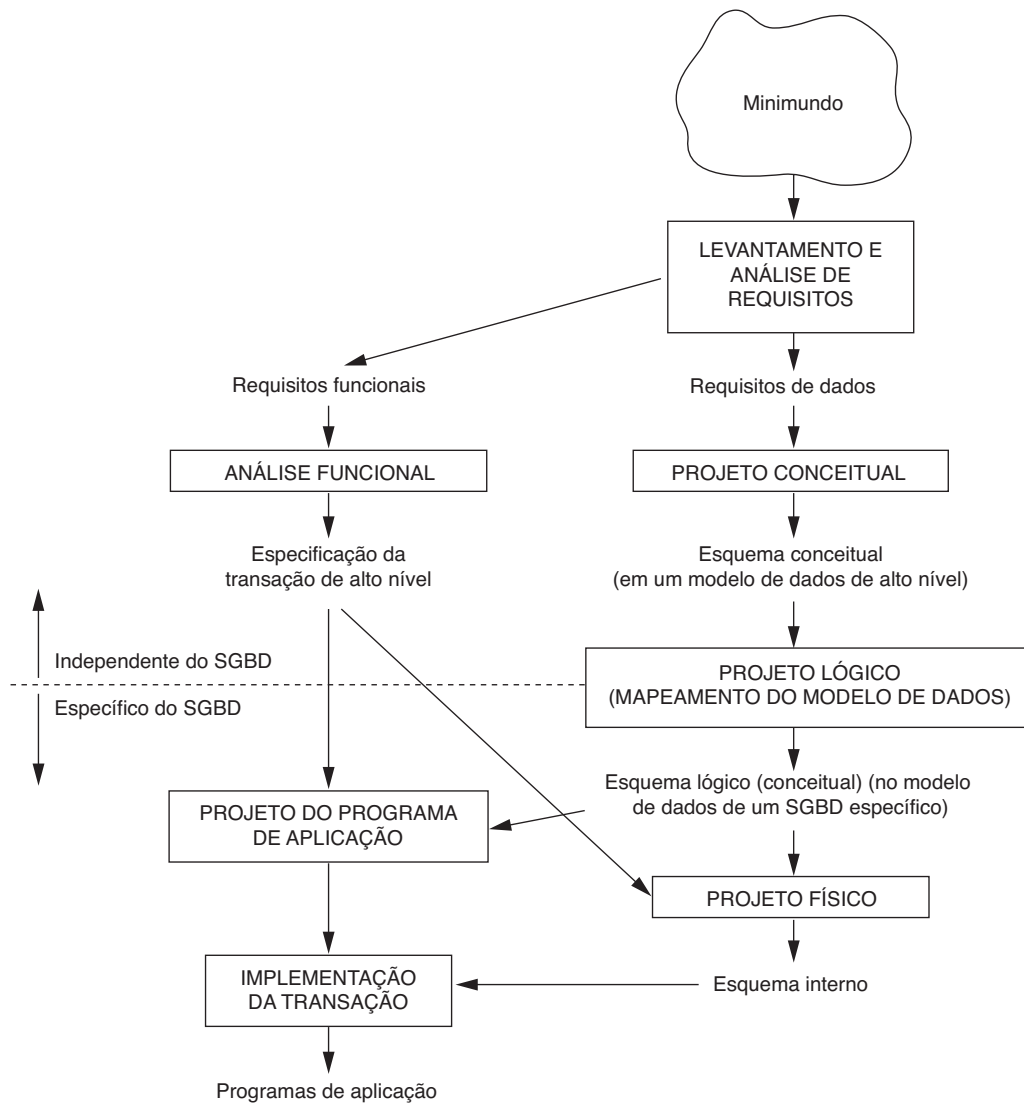 Minimundo
LEVANTAMENTO E
ANÁLISE DE
REQUISITOS
Requisitos funcionais
Requisitos de dados
ANÁLISE FUNCIONAL
PROJETO CONCEITUAL
Especificação da
transação de alto nível
Esquema conceitual
(em um modelo de dados de alto nível)
Independente do SGBD
Específico do SGBD
PROJETO LÓGICO
(MAPEAMENTO DO MODELO DE DADOS)
Esquema lógico (conceitual) (no modelo
de dados de um SGBD específico)
PROJETO DO PROGRAMA
DE APLICAÇÃO
PROJETO FÍSICO
IMPLEMENTAÇÃO
DA TRANSAÇÃO
Esquema interno
Programas de aplicação